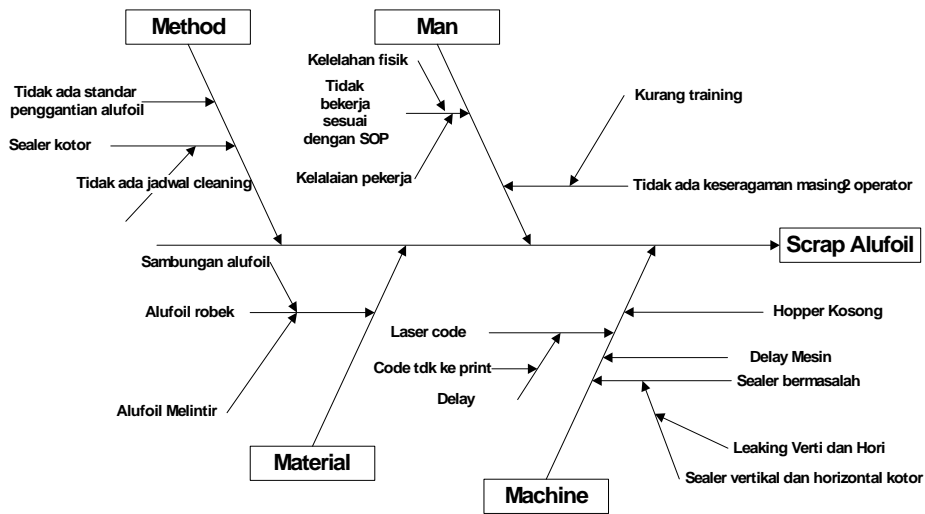 Method
Man
Kelelahan fisik
Tidak
bekerja
sesuai
dengan SOP
Kelalaian pekerja
Kurang training
Tidak ada keseragaman masing2 operator
Tidak ada standar
penggantian alufoil
Sealer kotor
Tidak ada jadwal cleaning
Scrap Alufoil
Sambungan alufoil
Alufoil robek
Alufoil Melintir
Material
Laser code
Code tdk ke print
Delay
Hopper Kosong
Delay Mesin
Sealer bermasalah
Leaking Verti dan Hori
Sealer vertikal dan horizontal kotor
Machine